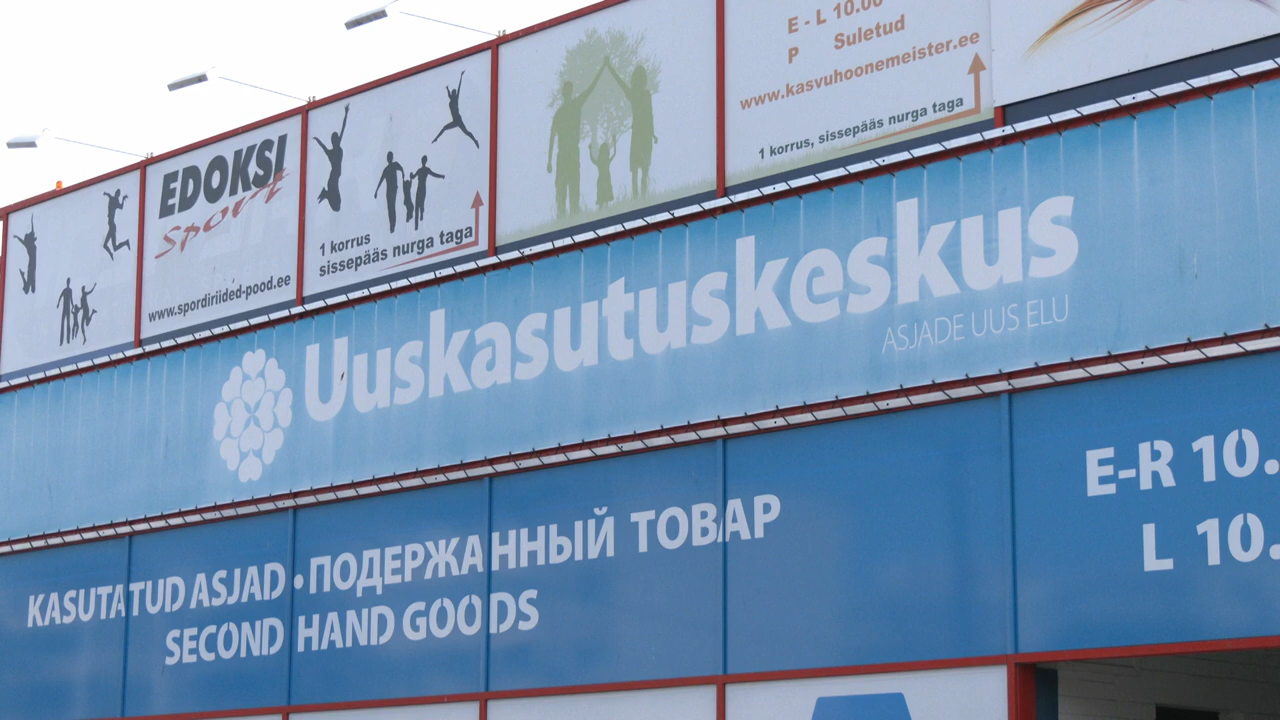 EDOKSI
sport
www.spordiriided-pood.ee
1 korrus
sissepääs nurga taga
E - L 10.00
P Suletud
www.kasvuhoonemeister.ee
1 korrus, sissepääs nurga taga
Uuskasutuskeskus
ASJADE UUS ELU
KASUTATUD ASJAD • ПОДЕРЖАННЫЙ ТОВАР
SECOND HAND GOODS
E-R 10.
L 10.